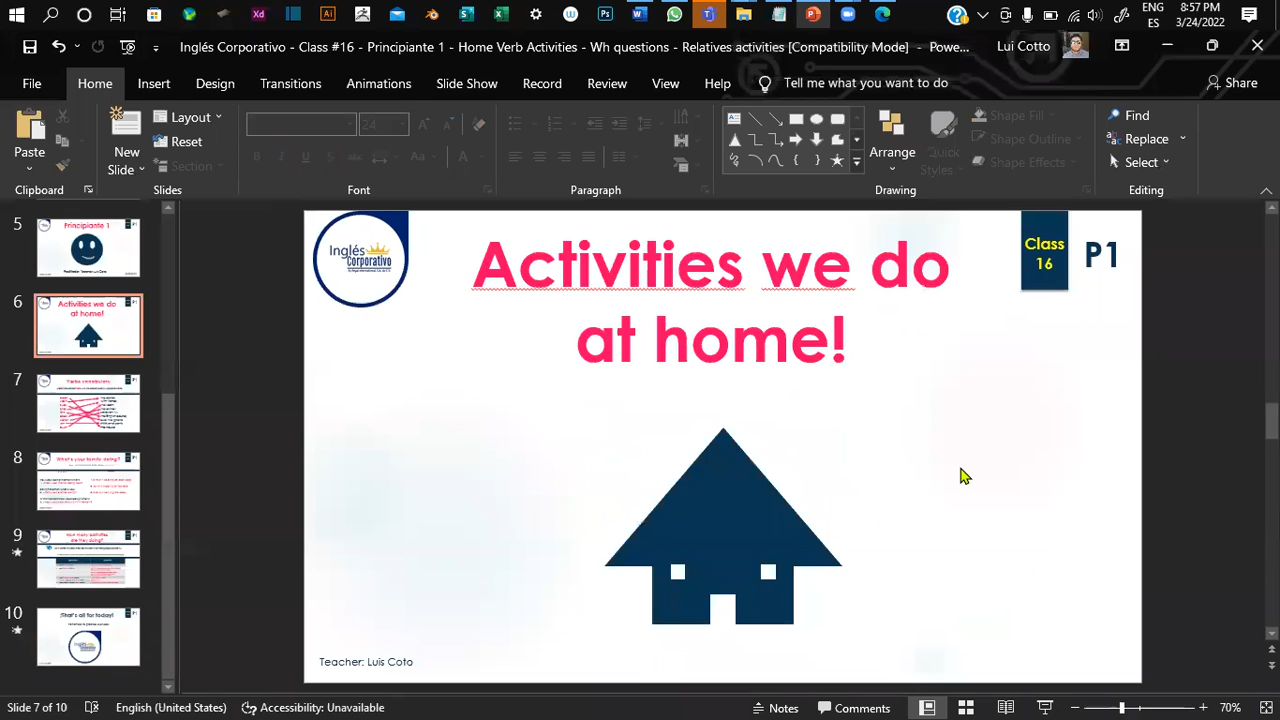 ENG
ES
8:57 PM
3/24/2022
Inglés Corporativo - Class #16 - Principiante 1 - Home Verb Activities - Wh questions - Relatives activities [Compatibility Mode] - Powe...
Lui Cotto
File
Home
Insert
Design
Transitions
Animations
Slide Show
Record
Review
View
Help
Tell me what you want to do
Share
Paste
Clipboard
New
Slide
Layout
Reset
Section
Slides
24
Font
Paragraph
Arrange
Quick
Styles
Shape Fill
Shape Outline
Shape Effects
Drawing
Find
Replace
Select
Editing
5
Principiante 1
6
Activities we do
at home!
8
What's your family doing?
9
How many activities
are they doing?
10
That's all for today!
Inglés
Corporativo
Activities we do
at home!
Class
16
P1
Teacher: Luis Coto
Slide 7 of 10
English (United States)
Accessibility: Unavailable
Notes
Comments
70%